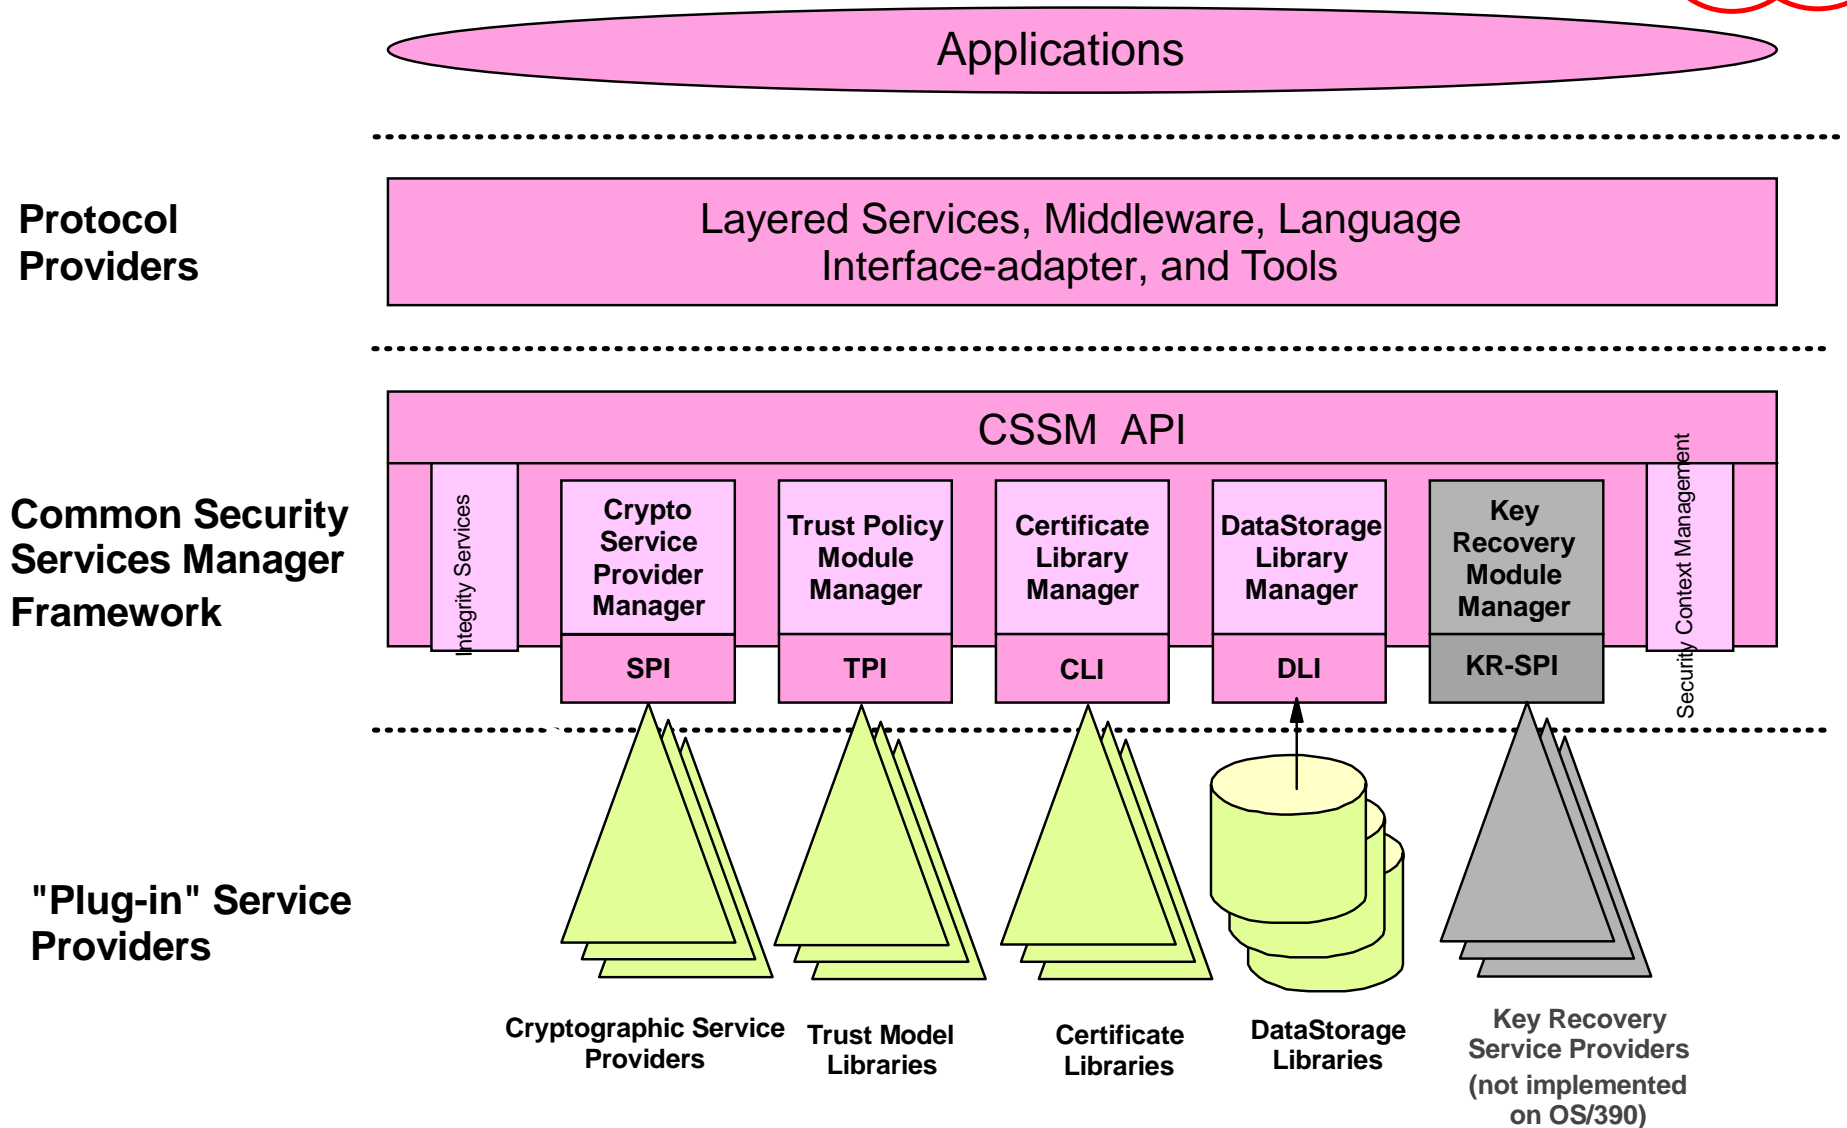 Applications
Protocol
Providers
Layered Services, Middleware, Language
Interface-adapter, and Tools
CSSM API
Common Security
Services Manager
Framework
Integrity Services
Crypto
Service
Provider
Manager
Trust Policy
Module
Manager
Certificate
Library
Manager
DataStorage
Library
Manager
Key
Recovery
Module
Manager
Security Context Management
SPI
TPI
CLI
DLI
KR-SPI
"Plug-in" Service
Providers
Cryptographic Service
Providers
Trust Model
Libraries
Certificate
Libraries
DataStorage
Libraries
Key Recovery
Service Providers
(not implemented
on OS/390)